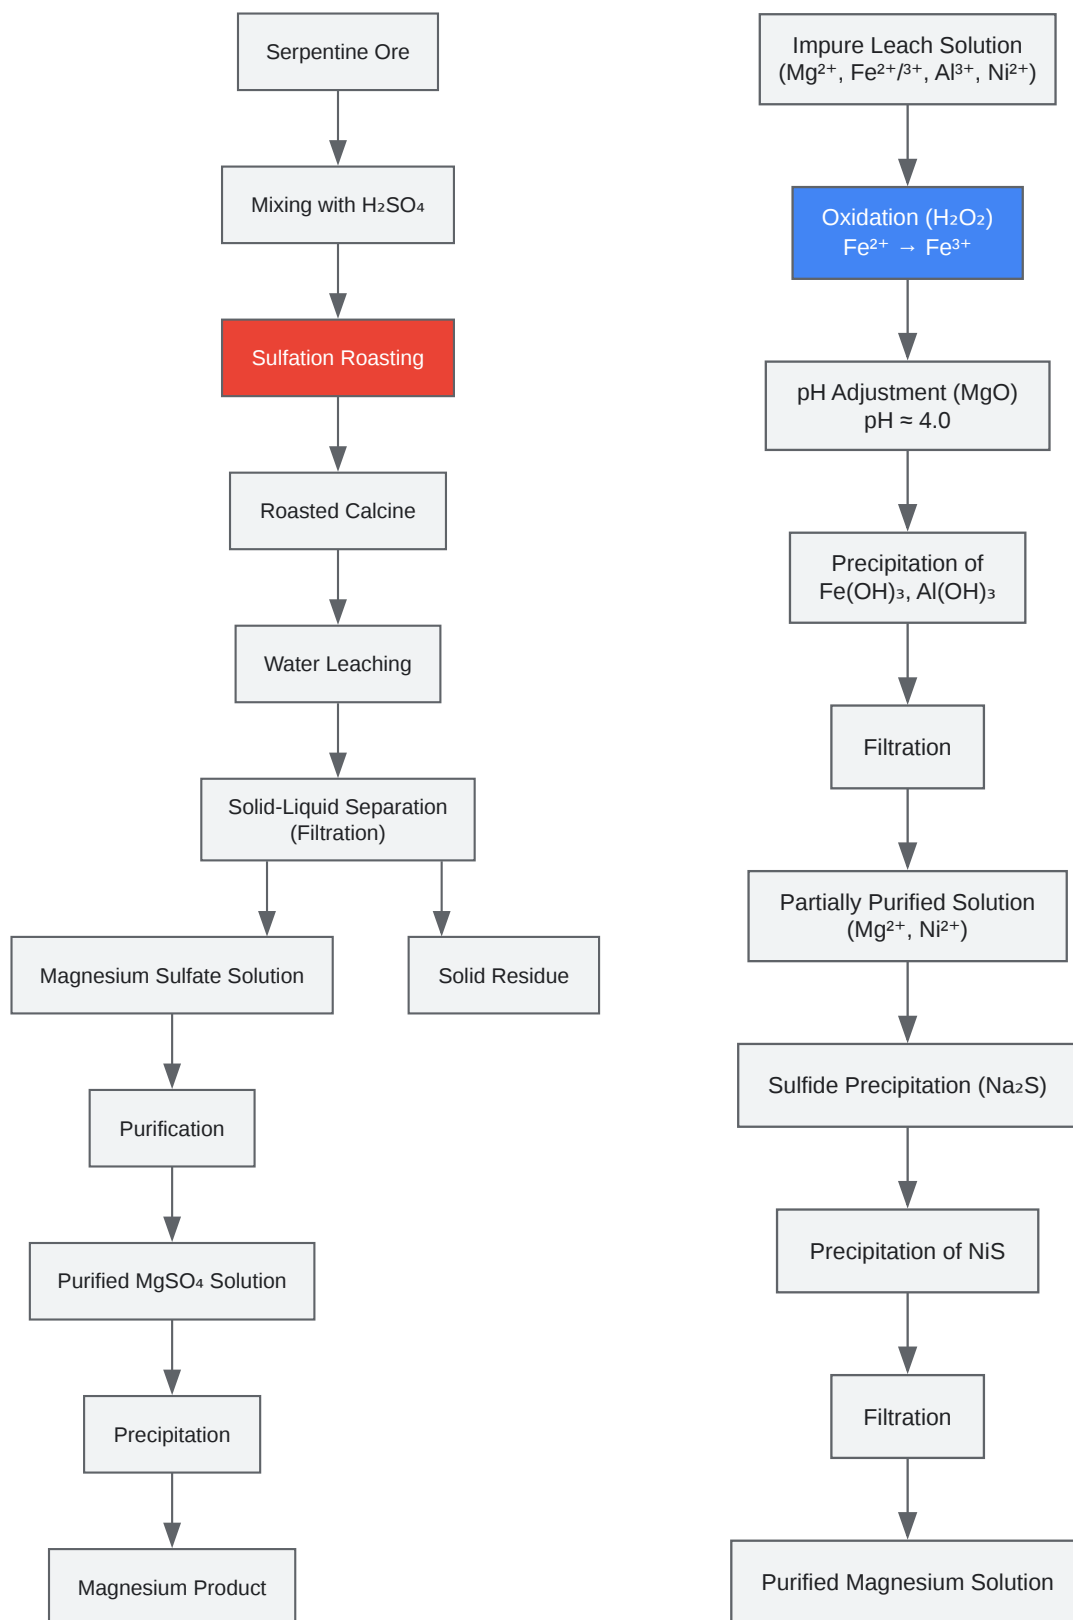 Serpentine Ore
Mixing with H₂SO₄
Sulfation Roasting
Roasted Calcine
Water Leaching
Solid-Liquid Separation
(Filtration)
Magnesium Sulfate Solution
Solid Residue
Purification
Purified MgSO₄ Solution
Precipitation
Magnesium Product
Impure Leach Solution
(Mg²⁺, Fe²⁺/³⁺, Al³⁺, Ni²⁺)
Oxidation (H₂O₂)
Fe²⁺ → Fe³⁺
pH Adjustment (MgO)
pH ≈ 4.0
Precipitation of
Fe(OH)₃, Al(OH)₃
Filtration
Partially Purified Solution
(Mg²⁺, Ni²⁺)
Sulfide Precipitation (Na₂S)
Precipitation of NiS
Filtration
Purified Magnesium Solution